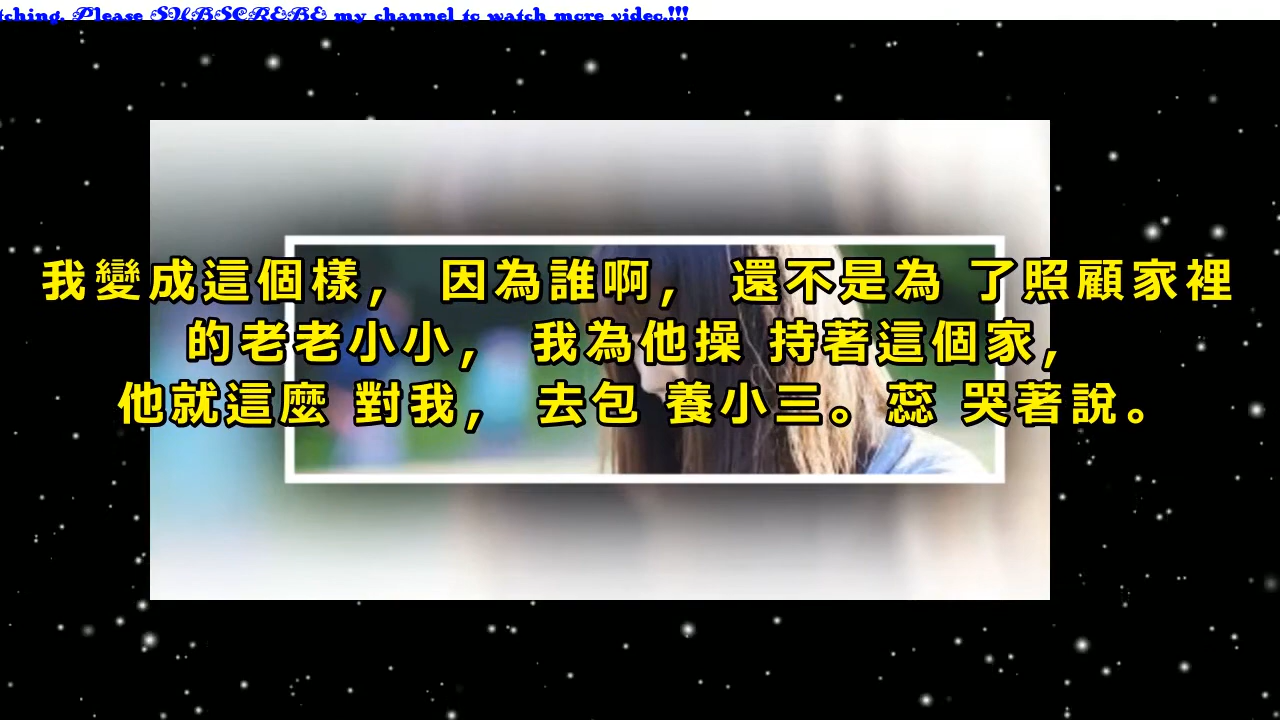 tching. Please SUBSCREBE my channel to watch more video.!!!
我變成這個樣， 因為誰啊， 還不是為 了照顧家裡
的老老小小， 我為他操 持著這個家，
他就這麼 對我， 去包 養小三。蕊 哭著說。